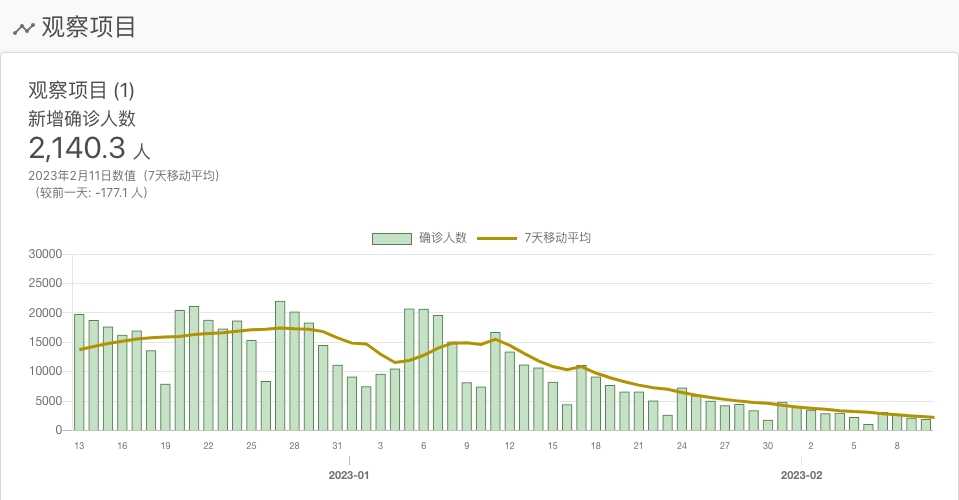 观察项目
观察项目 (1)
新增确诊人数
2,140.3 人
2023年2月11日数值（7天移动平均）
（较前一天: -177.1 人）
确诊人数 7天移动平均
30000
25000
20000
15000
10000
5000
0
13 16 19 22 25 28 31 3 6 9 12 15 18 21 24 27 30 2 5 8
2023-01 2023-02